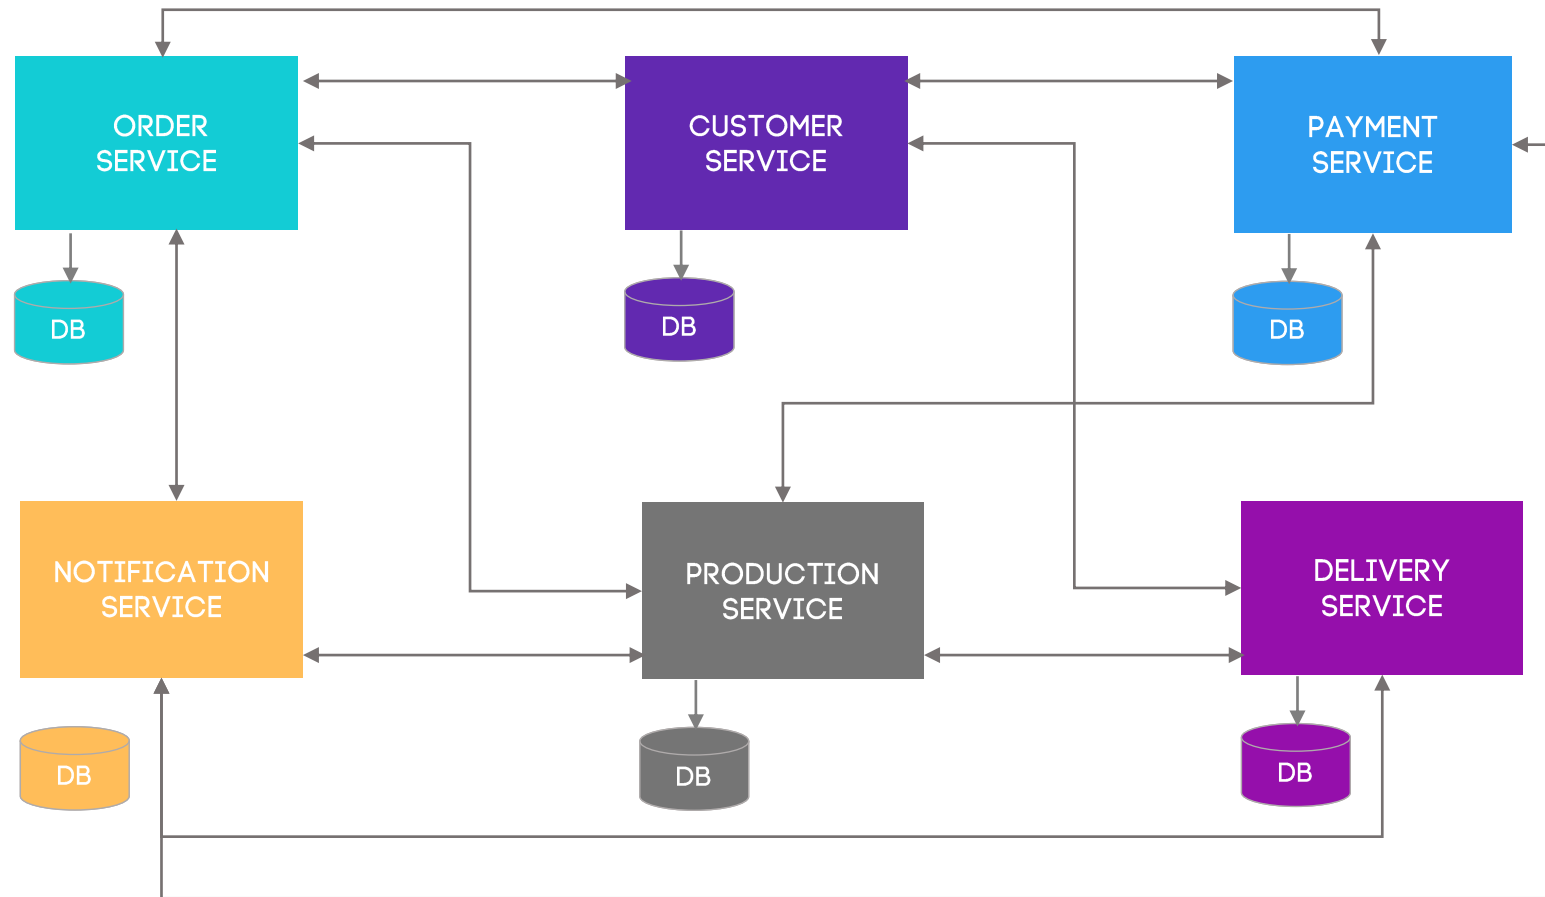 ORDER
SERVICE
CUSTOMER
SERVICE
PAYMENT
SERVICE
DB
DB
DB
NOTIFICATION
SERVICE
PRODUCTION
SERVICE
DELIVERY
SERVICE
DB
DB
DB